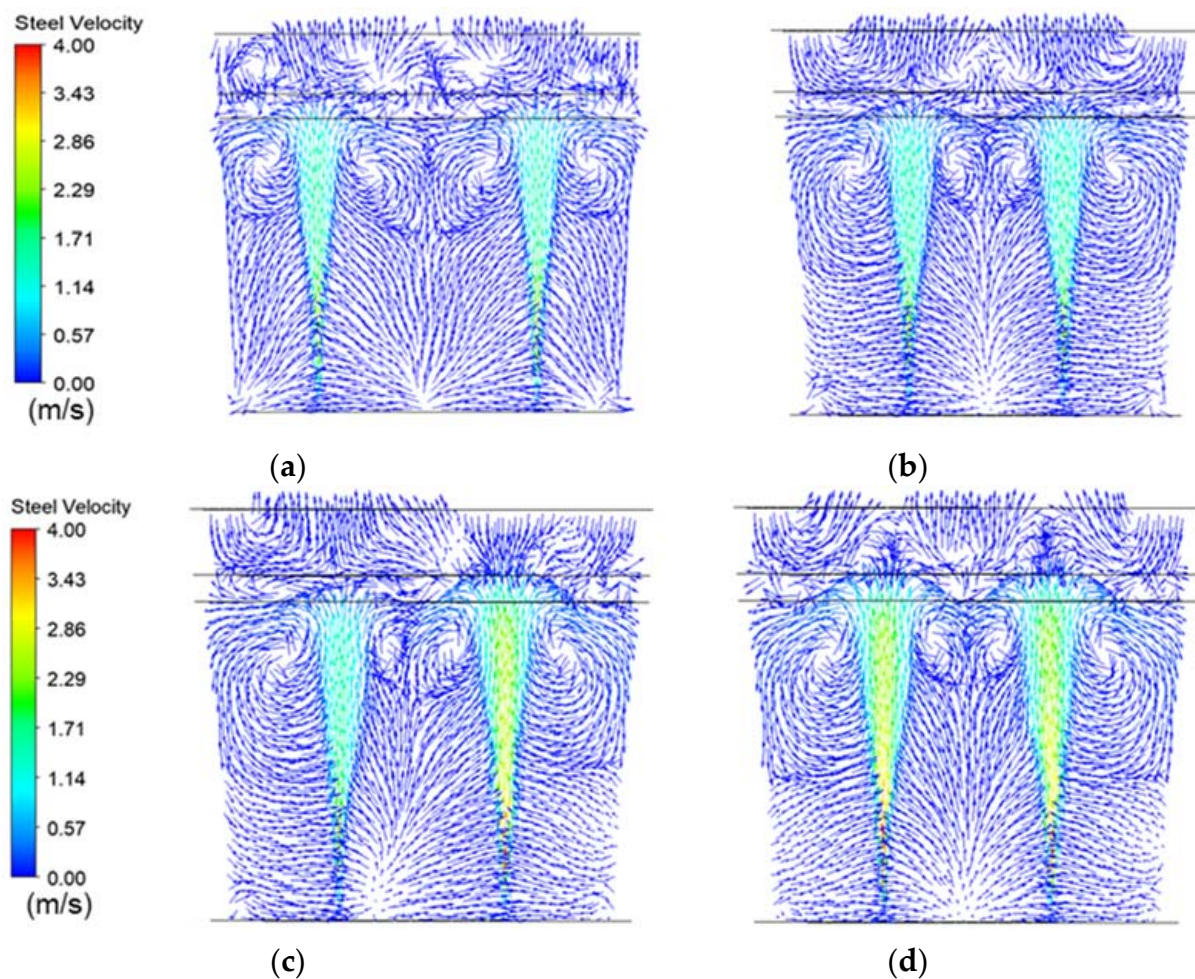 Steel Velocity
4.00
3.43
2.86
2.29
1.71
1.14
0.57
0.00
(m/s)
(a)
(b)
Steel Velocity
4.00
3.43
2.86
2.29
1.71
1.14
0.57
0.00
(m/s)
(c)
(d)